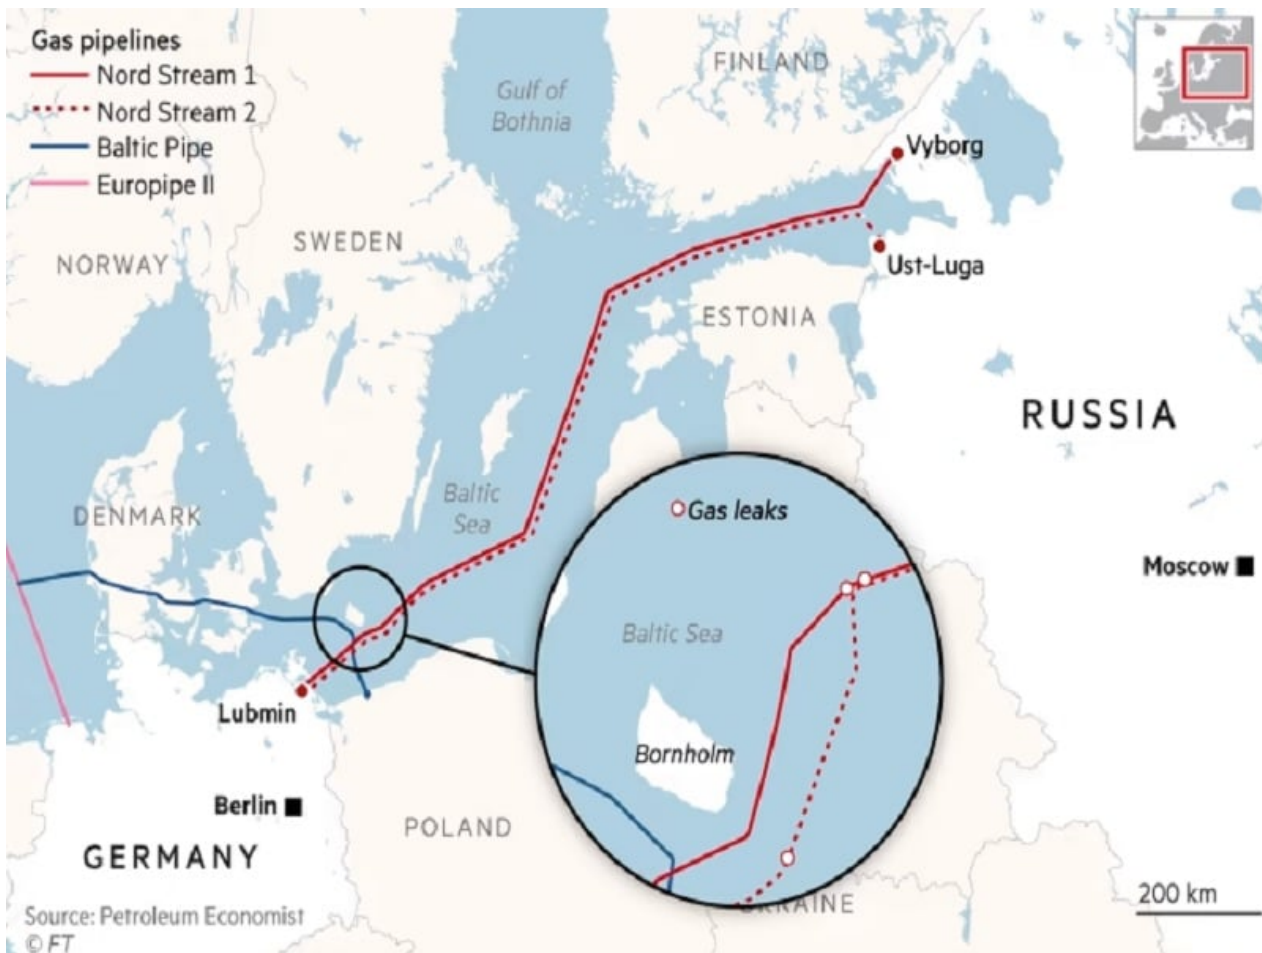 Gas pipelines
Nord Stream 1
Nord Stream 2
Baltic Pipe
Europipe II
FINLAND
Gulf of
Bothnia
Vyborg
SWEDEN
NORWAY
Ust-Luga
ESTONIA
RUSSIA
Baltic
Sea
DENMARK
Gas leaks
Moscow
Baltic Sea
Lubmin
Bornholm
Berlin
POLAND
GERMANY
200 km
UKRAINE
Source: Petroleum Economist
© FT